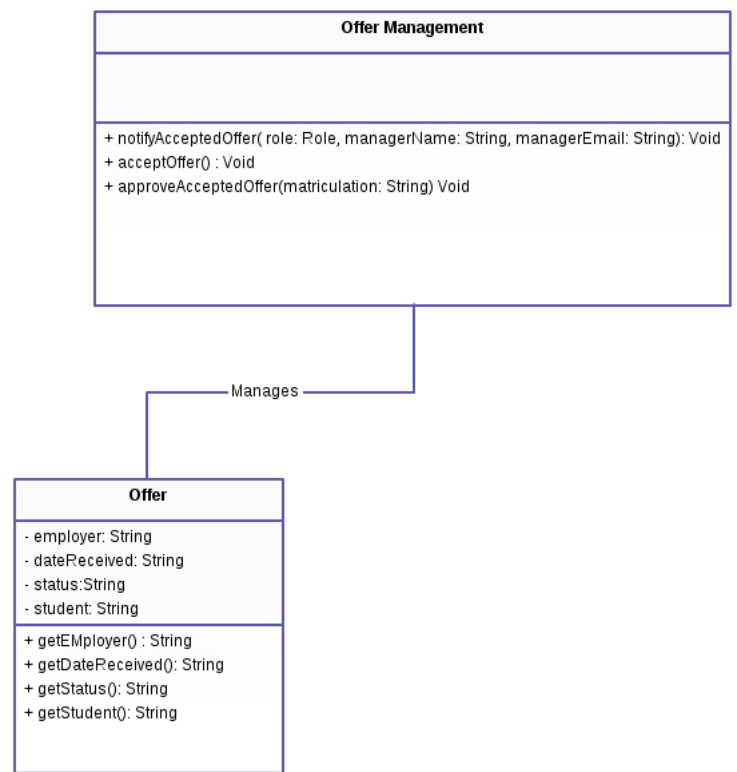 Offer Management
+ notifyAcceptedOffer( role: Role, managerName: String, managerEmail: String): Void
+ acceptOffer() : Void
+ approveAcceptedOffer(matriculation: String) Void
Manages
Offer
- employer: String
- dateReceived: String
- status:String
- student: String
+ getEMployer() : String
+ getDateReceived(): String
+ getStatus(): String
+ getStudent(): String